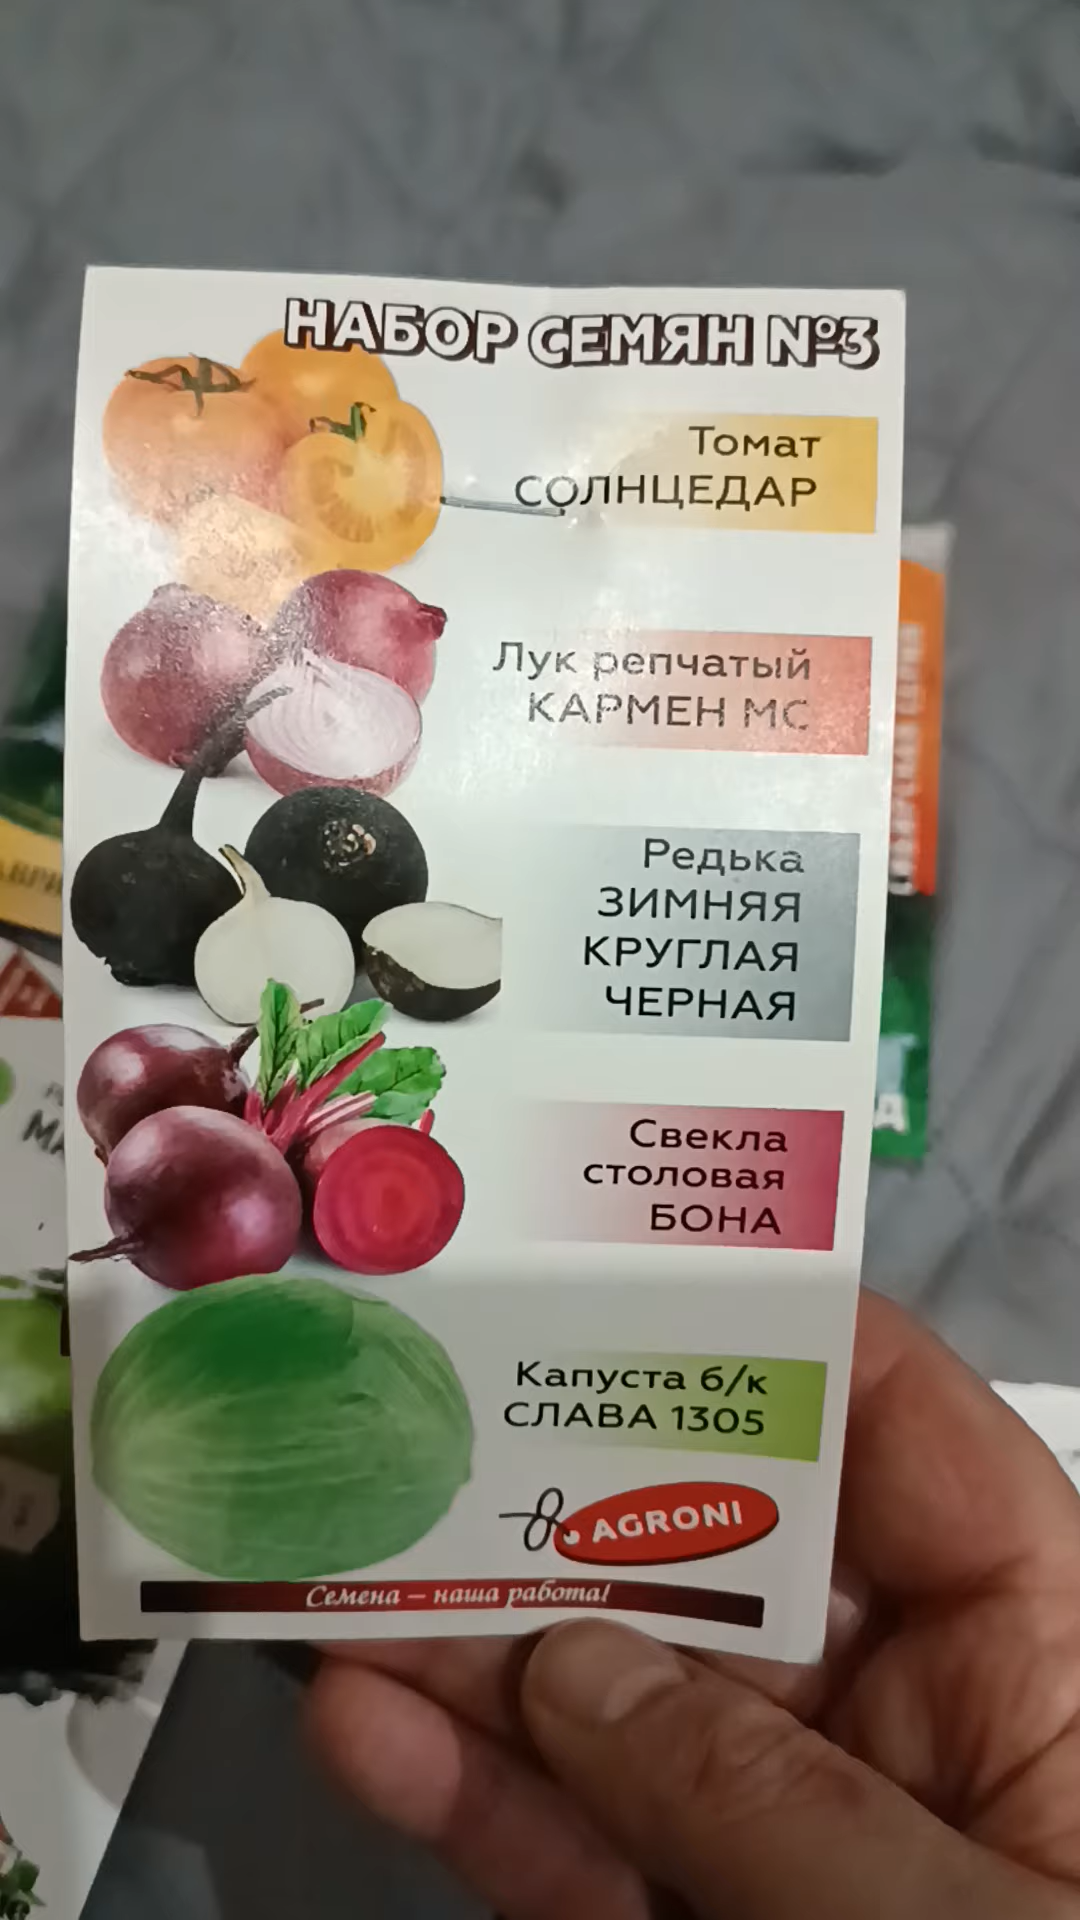 НАБОР СЕМЯН №3
Томат
СОЛНЦЕДАР
Лук репчатый
КАРМЕН МС
Редька
ЗИМНЯЯ
КРУГЛАЯ
ЧЕРНАЯ
Свекла
столовая
БОНА
Капуста б/к
СЛАВА 1305
AGRONI
Семена – наша работа!